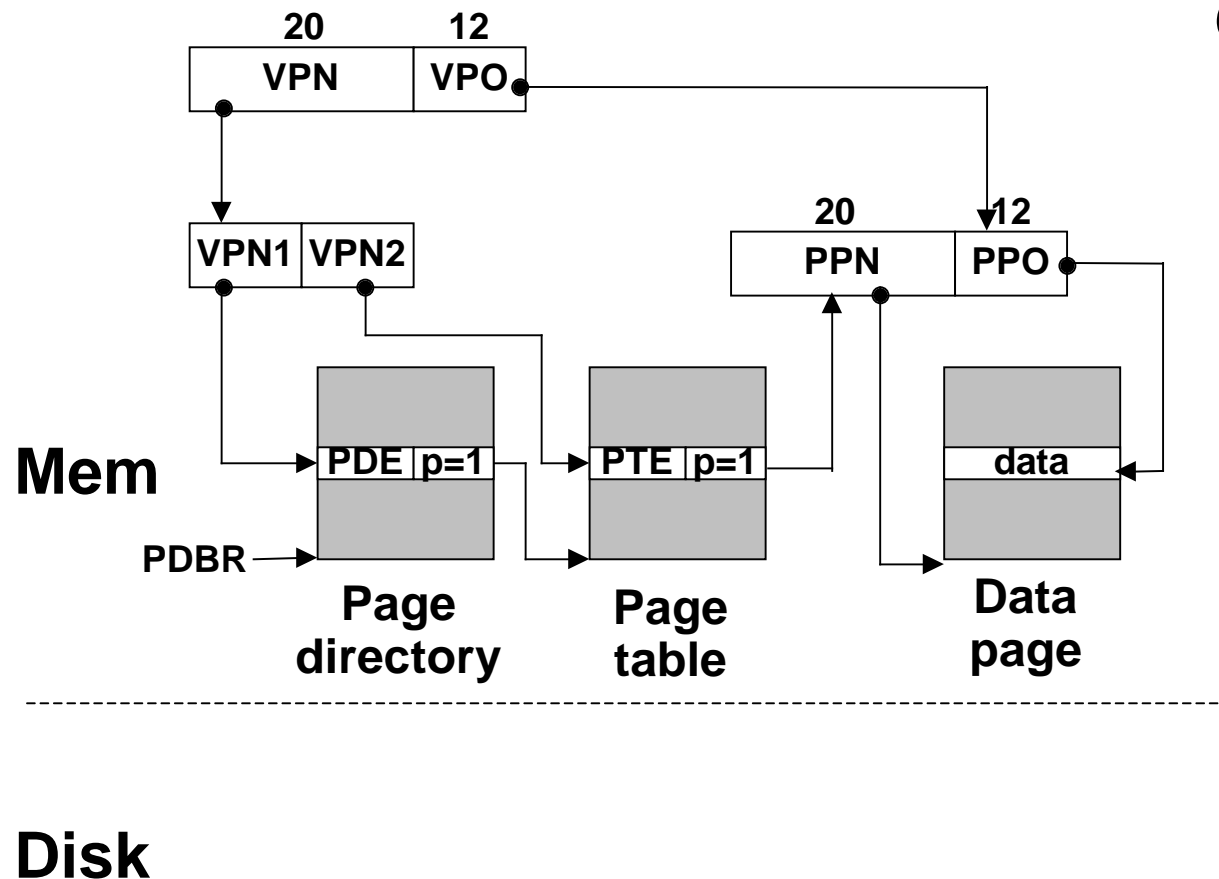 20 12
VPN VPO
20 12
VPN1 VPN2 PPN PPO
Mem PDE p=1 PTE p=1 data
PDBR
Page directory
Page table
Data page
Disk